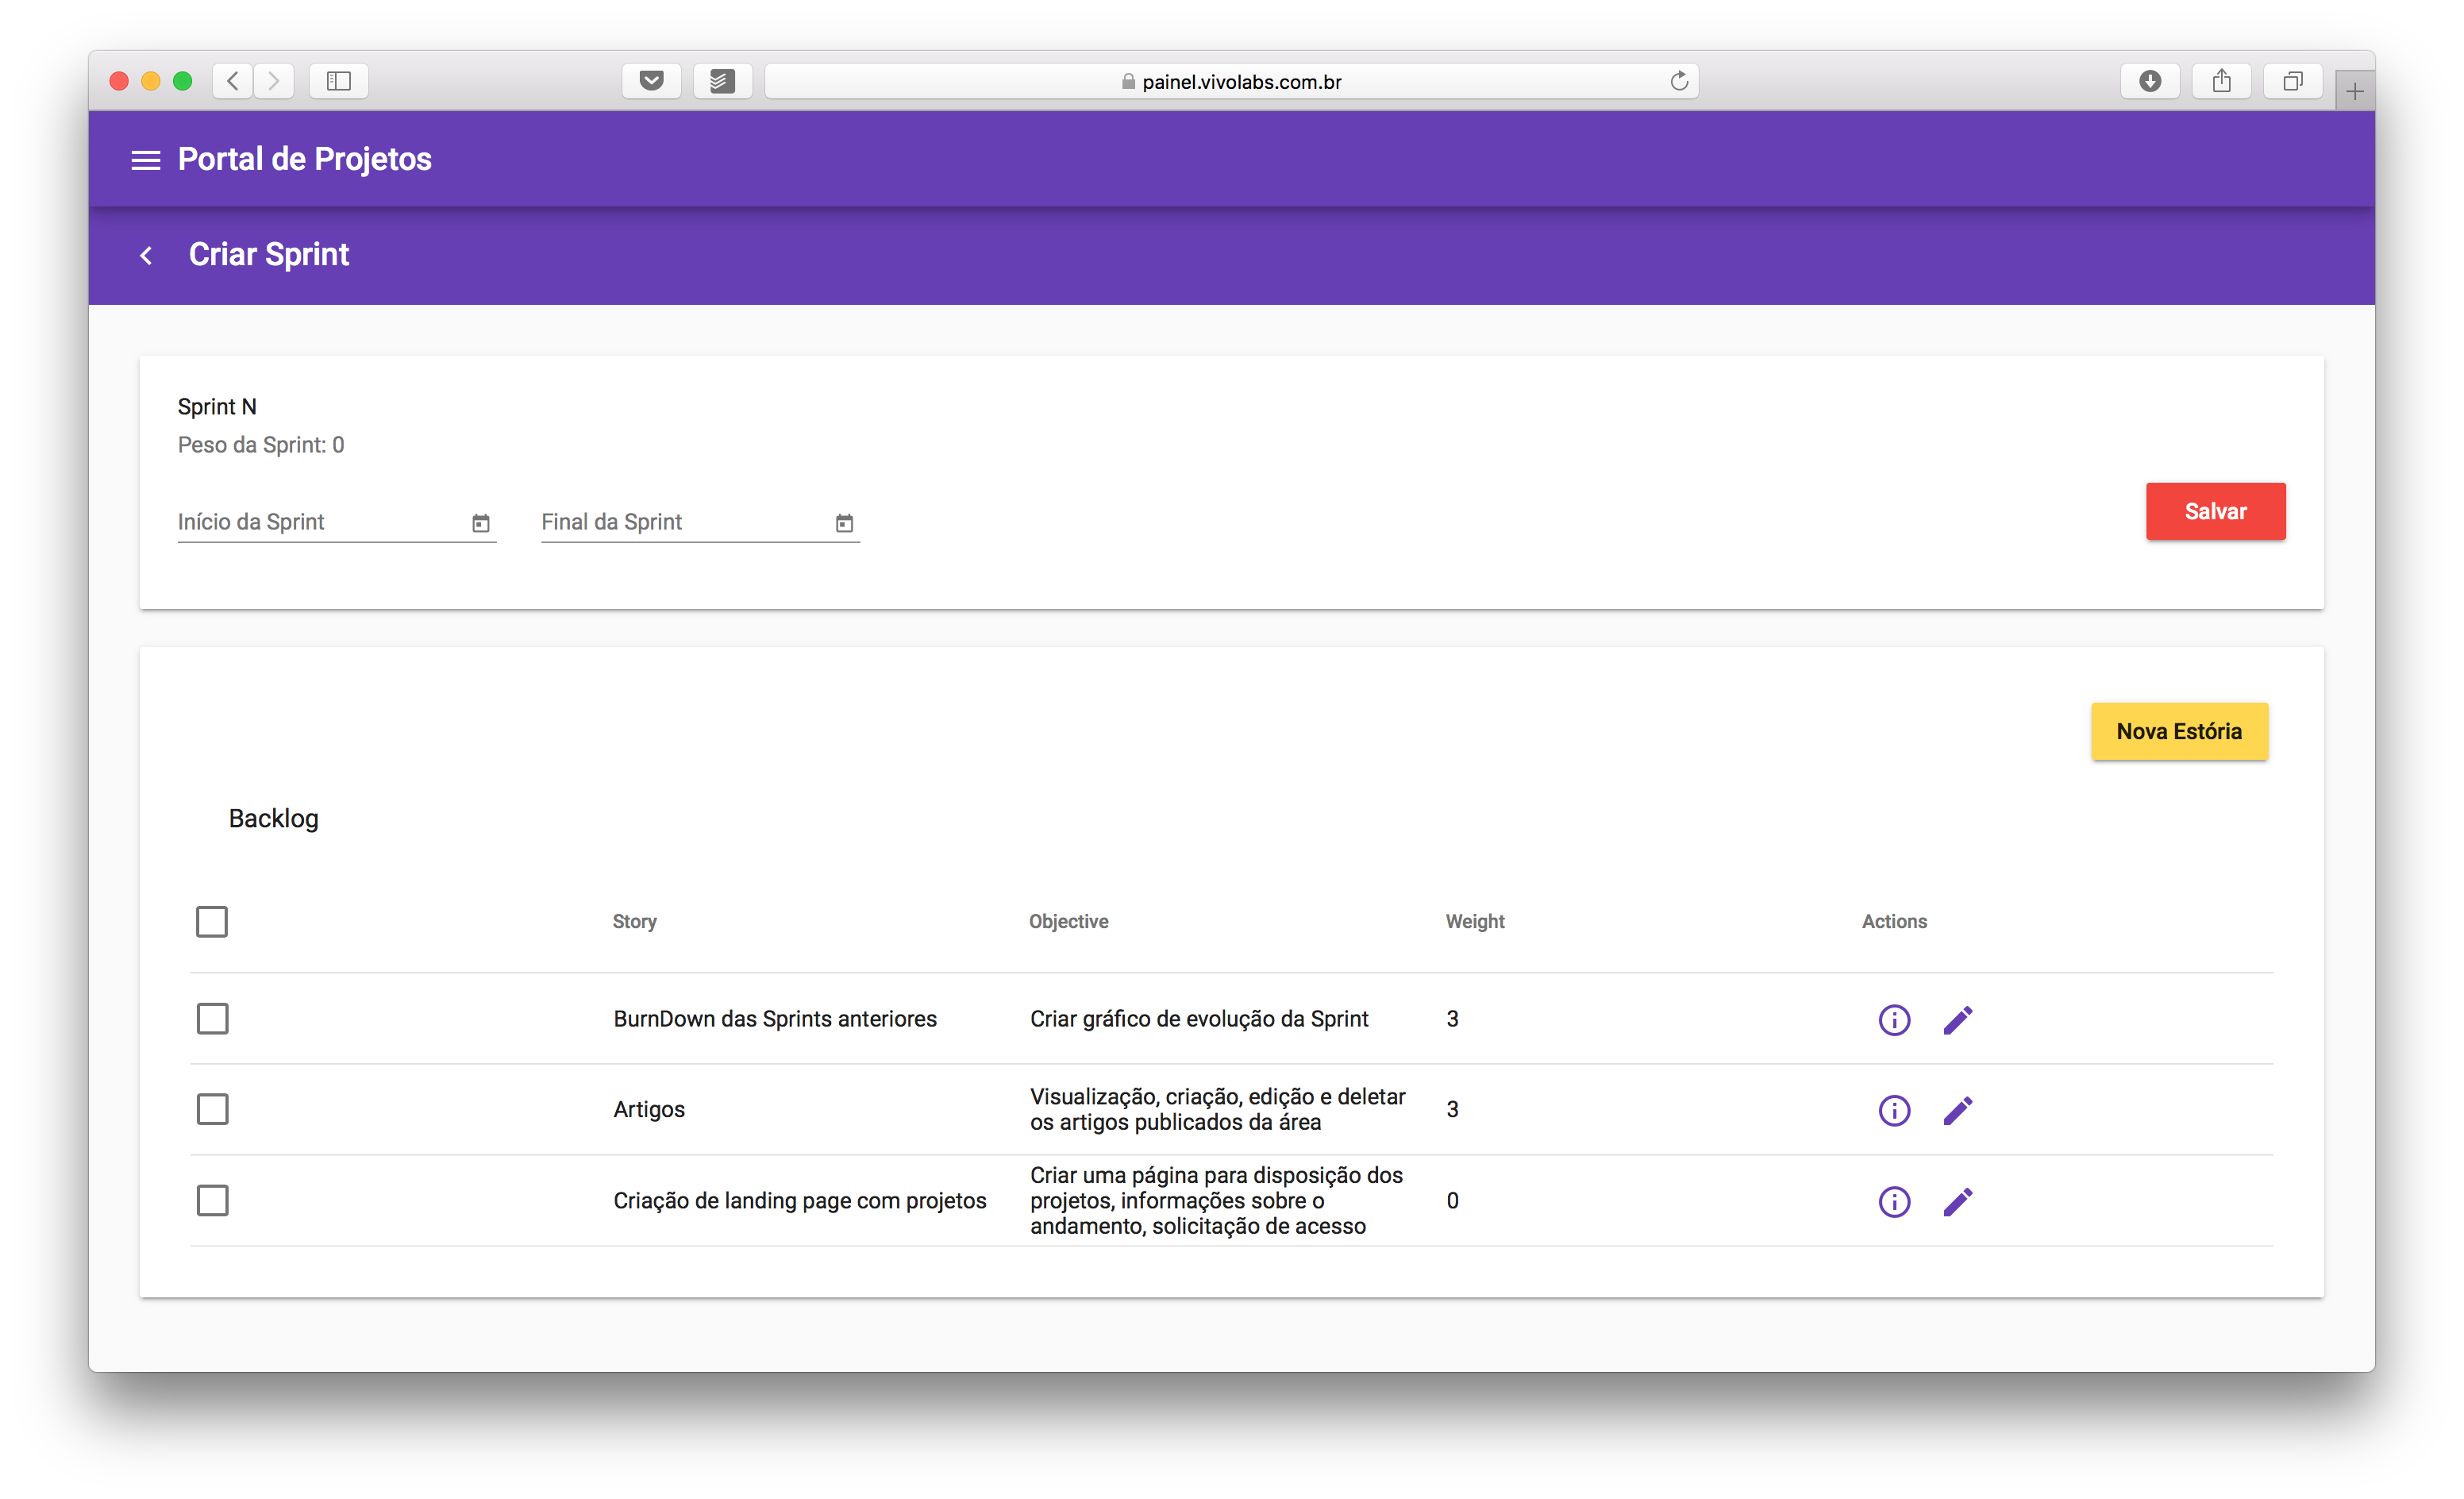 painel.vivolabs.com.br
Portal de Projetos
Criar Sprint
Sprint N
Peso da Sprint: 0
Início da Sprint
Final da Sprint
Salvar
Nova Estória
Backlog
Story
Objective
Weight
Actions
BurnDown das Sprints anteriores
Criar gráfico de evolução da Sprint
3
Artigos
Visualização, criação, edição e deletar
os artigos publicados da área
3
Criação de landing page com projetos
Criar uma página para disposição dos
projetos, informações sobre o
andamento, solicitação de acesso
0